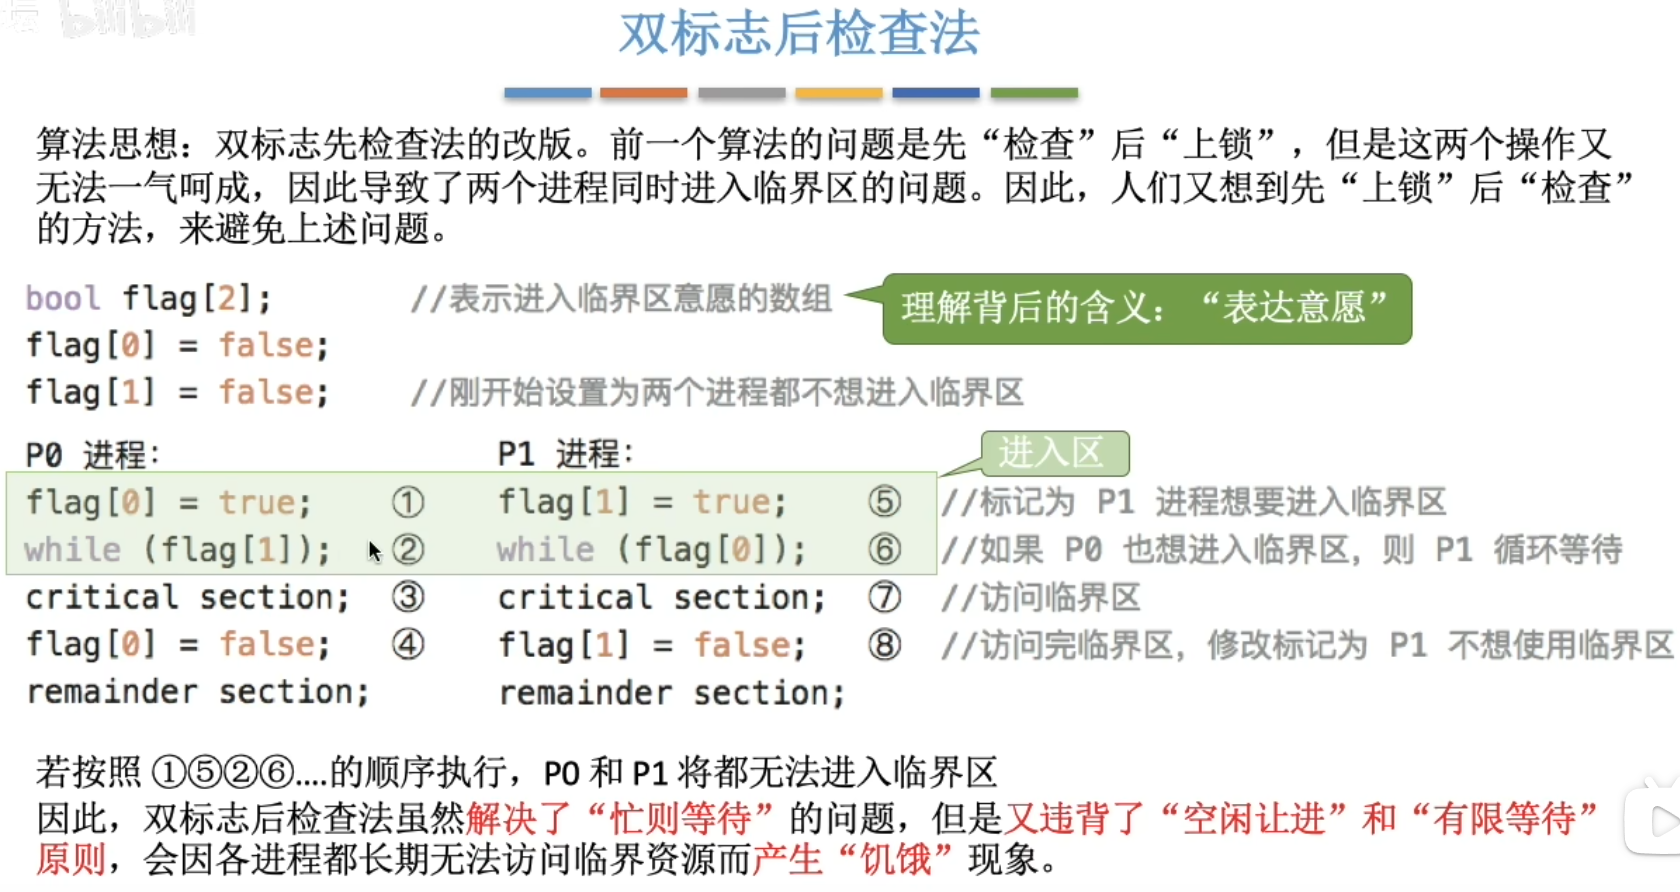 bilibili
双标志后检查法
算法思想：双标志先检查法的改版。前一个算法的问题是先“检查”后“上锁”，但是这两个操作又
无法一气呵成，因此导致了两个进程同时进入临界区的问题。因此，人们又想到先“上锁”后“检查”
的方法，来避免上述问题。
bool flag[2]; //表示进入临界区意愿的数组
理解背后的含义：“表达意愿”
flag[0] = false;
flag[1] = false; //刚开始设置为两个进程都不想进入临界区
P0 进程： P1 进程： 进入区
flag[0] = true; ① flag[1] = true; ⑤ //标记为 P1 进程想要进入临界区
while (flag[1]); ② while (flag[0]); ⑥ //如果 P0 也想进入临界区，则 P1 循环等待
critical section; ③ critical section; ⑦ //访问临界区
flag[0] = false; ④ flag[1] = false; ⑧ //访问完临界区，修改标记为 P1 不想使用临界区
remainder section; remainder section;
若按照 ①⑤②⑥....的顺序执行，P0 和 P1 将都无法进入临界区
因此，双标志后检查法虽然解决了“忙则等待”的问题，但是又违背了“空闲让进”和“有限等待”
原则，会因各进程都长期无法访问临界资源而产生“饥饿”现象。